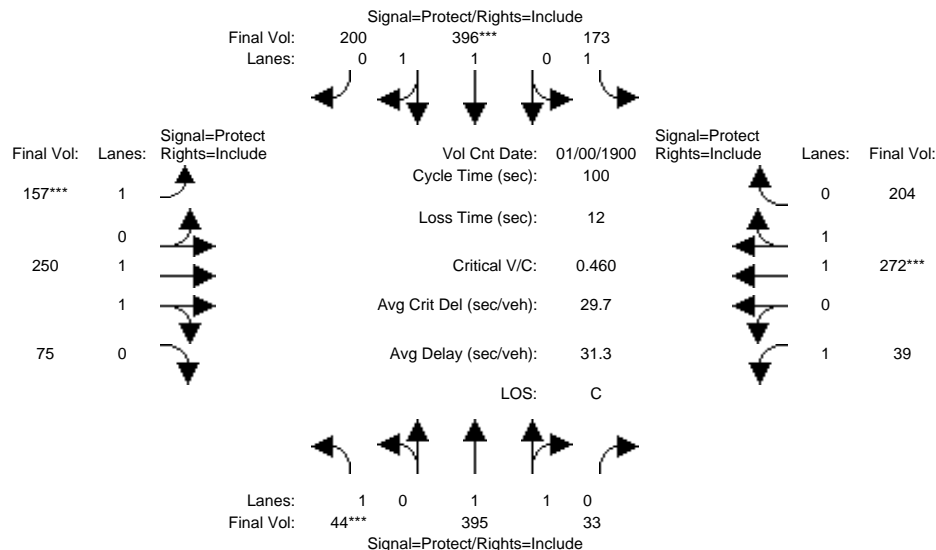 Signal=Protect/Rights=Include
Final Vol: 200 396*** 173
Lanes: 0 1 1 0 1
Signal=Protect
Final Vol: Lanes: Rights=Include
Vol Cnt Date: 01/00/1900
Signal=Protect
Rights=Include Lanes: Final Vol:
Cycle Time (sec): 100
157*** 1
0 204
Loss Time (sec): 12
0
1
250 1
Critical V/C: 0.460
1 272***
1
Avg Crit Del (sec/veh): 29.7
0
75 0
Avg Delay (sec/veh): 31.3
1 39
LOS: C
Lanes: 1 0 1 1 0
Final Vol: 44*** 395 33
Signal=Protect/Rights=Include